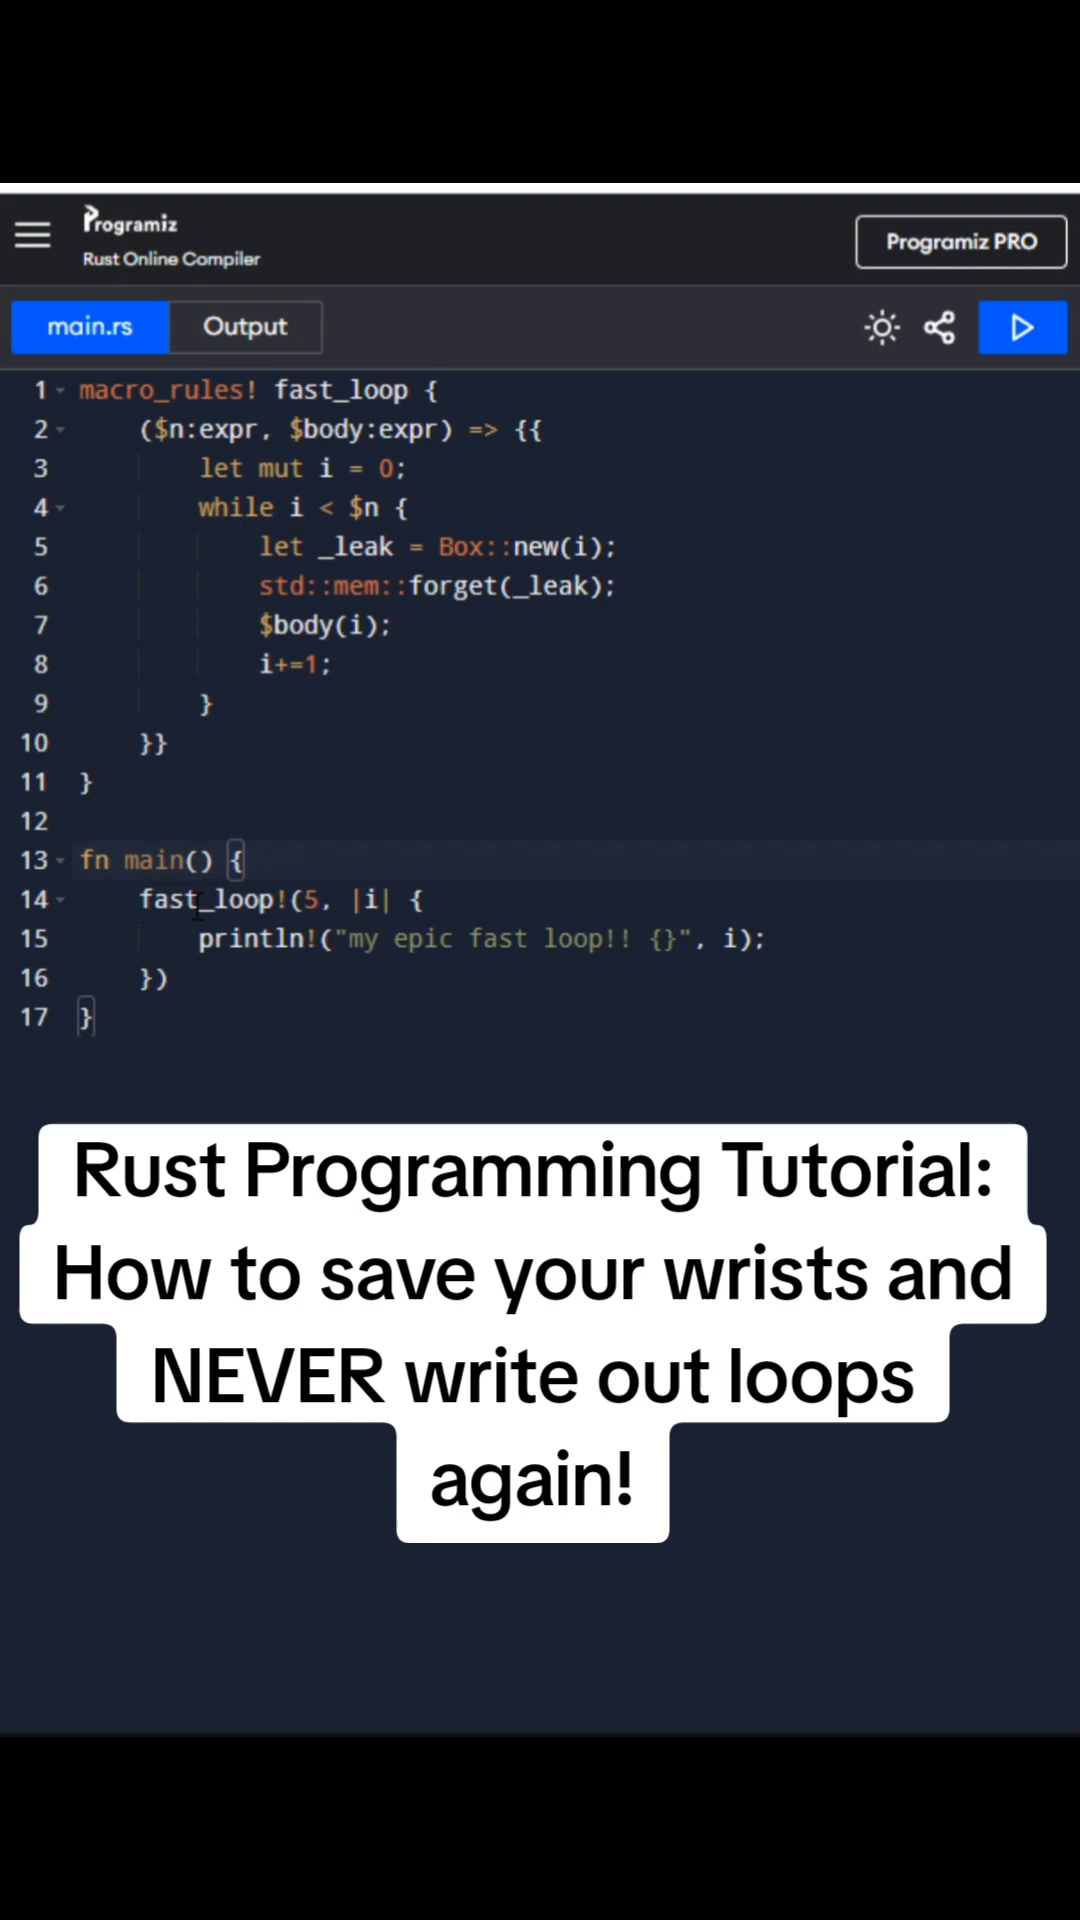 Programiz
Rust Online Compiler
Programiz PRO
main.rs
Output
1 macro_rules! fast_loop {
2     ($n:expr, $body:expr) => {{
3         let mut i = 0;
4         while i < $n {
5             let _leak = Box::new(i);
6             std::mem::forget(_leak);
7             $body(i);
8             i+=1;
9         }
10     }}
11 }
12
13 fn main() {
14     fast_loop!(5, |i| {
15         println!("my epic fast loop!! {}", i);
16     })
17 }
Rust Programming Tutorial:
How to save your wrists and
NEVER write out loops
again!